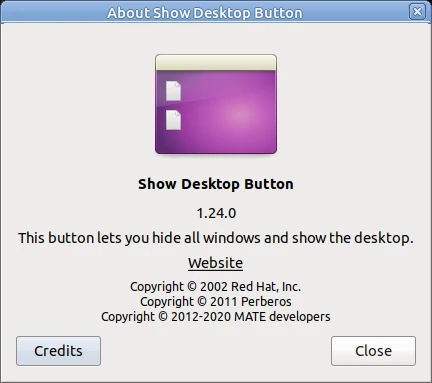 About Show Desktop Button
Show Desktop Button
1.24.0
This button lets you hide all windows and show the desktop.
Website
Copyright © 2002 Red Hat, Inc.
Copyright © 2011 Perberos
Copyright © 2012-2020 MATE developers
Credits
Close